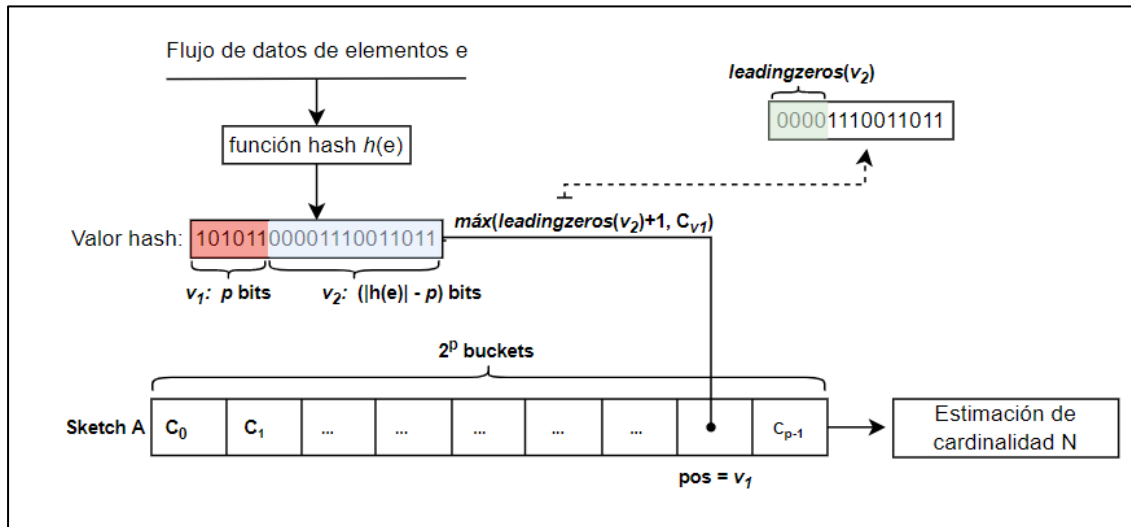 Flujo de datos de elementos e
leadingzeros(v2)
00001110011011
función hash h(e)
máx(leadingzeros(v2)+1, Cv1)
Valor hash: 10101100001110011011
v1: p bits
v2: (|h(e)| - p) bits
2^p buckets
Sketch A C0 C1 ... ... ... ... ... Cp-1
Estimación de
cardinalidad N
pos = v1